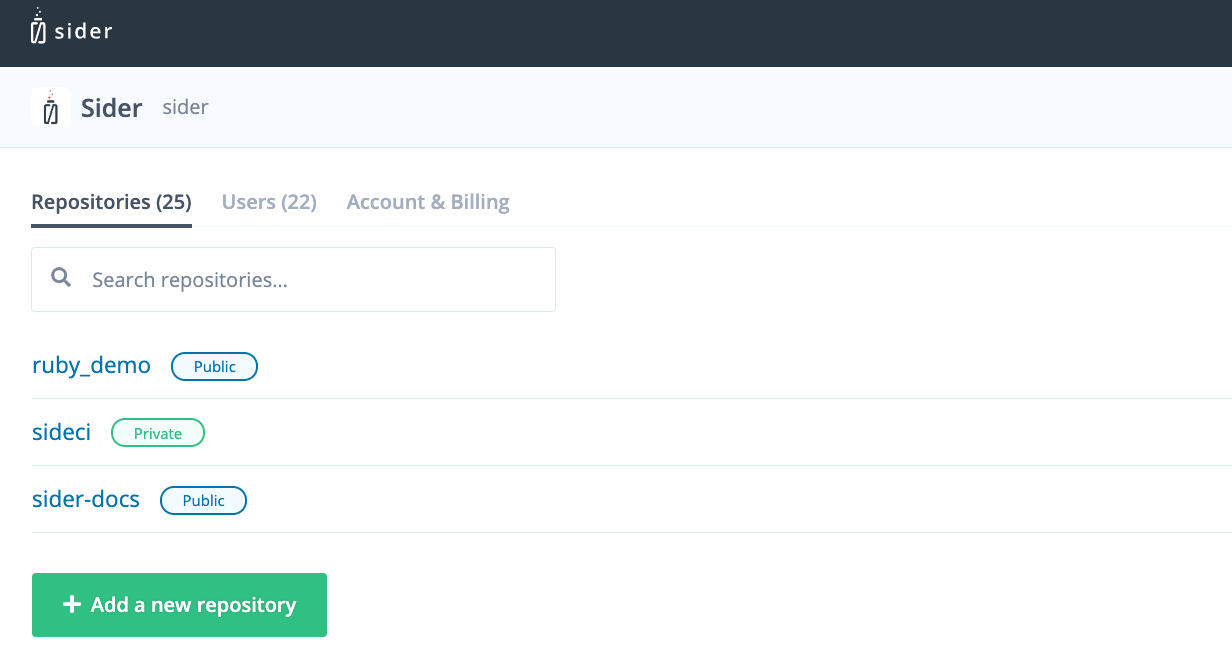 sider
Sider sider
Repositories (25) Users (22) Account & Billing
Search repositories...
ruby_demo Public
sideci Private
sider-docs Public
+ Add a new repository